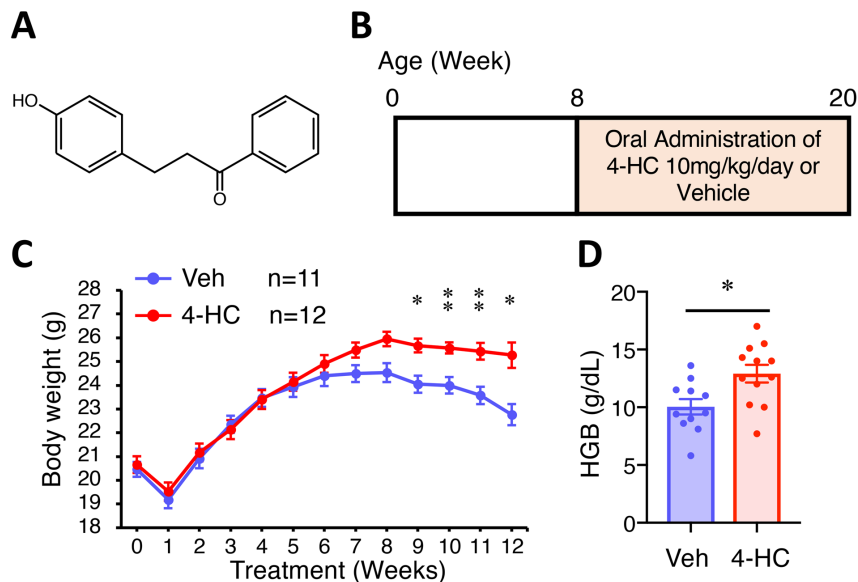 A
HO
O
B
Age (Week)
0 8 20
Oral Administration of
4-HC 10mg/kg/day or
Vehicle
C
Veh n=11
4-HC n=12
* ** ** *
Body weight (g)
28
27
26
25
24
23
22
21
20
19
18
0 1 2 3 4 5 6 7 8 9 10 11 12
Treatment (Weeks)
D
*
HGB (g/dL)
20
15
10
5
0
Veh 4-HC